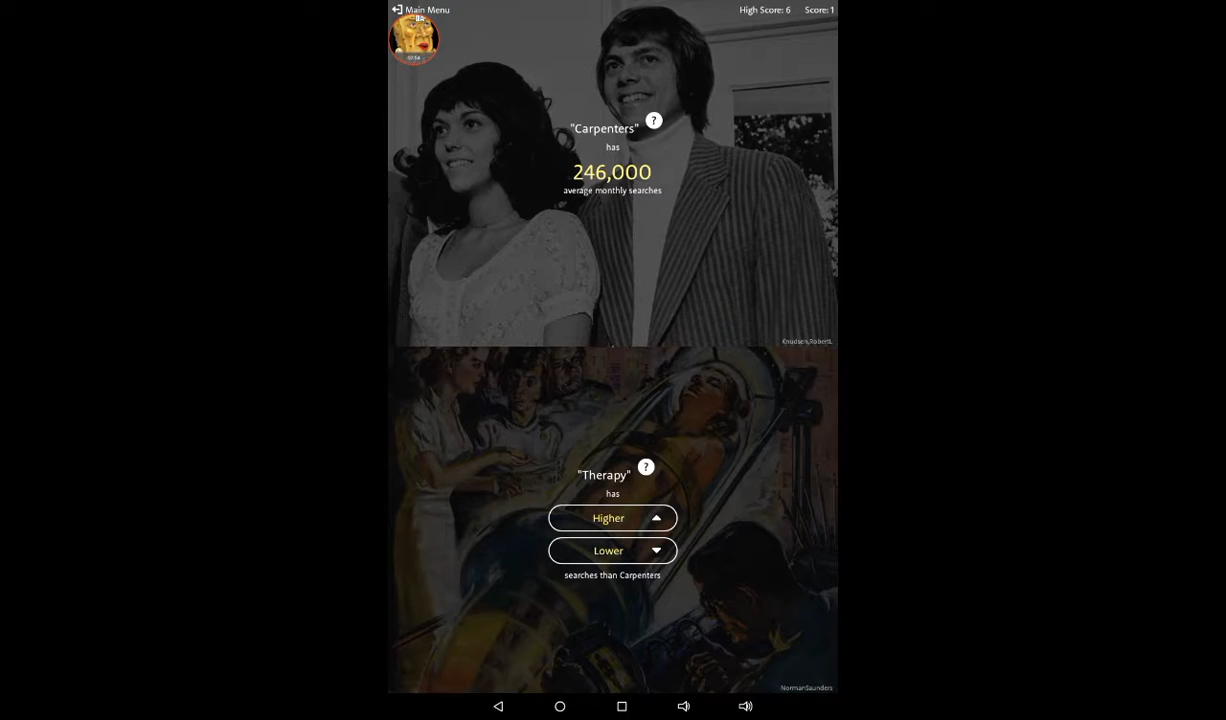 Main Menu
High Score: 6
Score: 1
"Carpenters"
?
has
246,000
average monthly searches
Knudsen,RobertL
"Therapy"
?
has
Higher
Lower
searches than Carpenters
NormanSaunders